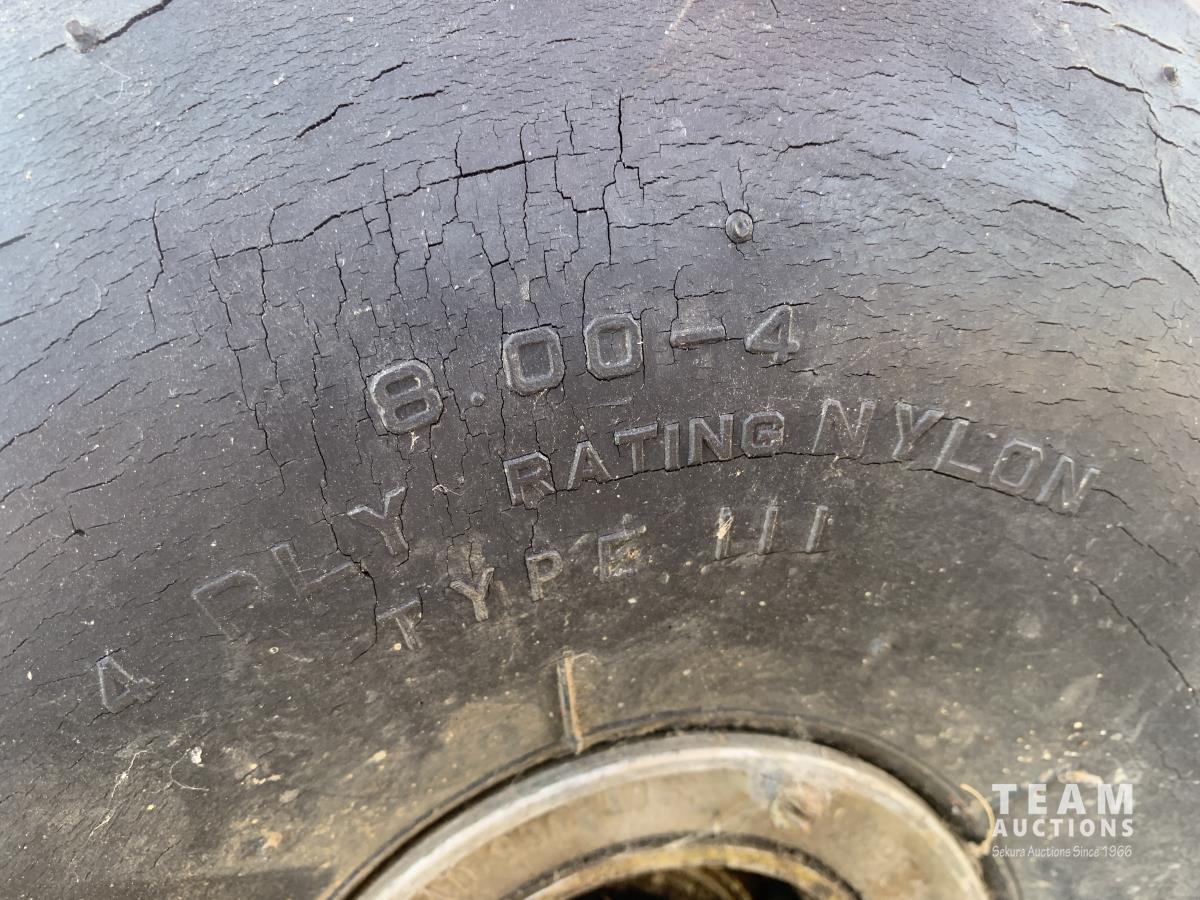 8.00-4
4 PLY RATING NYLON
TYPE III
TEAM
AUCTIONS
Sekura Auctions Since 1966